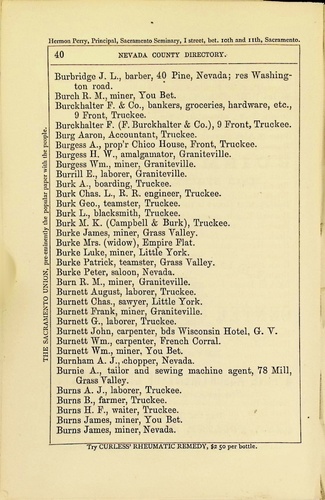 Hermon Perry, Principal, Sacramento Seminary, I street, bet. 10th and 11th, Sacramento.
40 NEVADA COUNTY DIRECTORY.
Burbridge J. L., barber, 40 Pine, Nevada; res Washing-
ton road.
Burch R. M., miner, You Bet.
Burckhalter F. & Co., bankers, groceries, hardware, etc.,
9 Front, Truckee.
Burckhalter F. (F. Burckhalter & Co.), 9 Front, Truckee.
Burg Aaron, Accountant, Truckee.
Burgess A., prop'r Chico House, Front, Truckee.
Burgess H. W., amalgamator, Graniteville.
Burgess Wm., miner, Graniteville.
Burrill E., laborer, Graniteville.
Burk A., boarding, Truckee.
Burk Chas. L., R. R. engineer, Truckee.
Burk Geo., teamster, Truckee.
Burk L., blacksmith, Truckee.
Burk M. K. (Campbell & Burk), Truckee.
Burke James, miner, Grass Valley.
Burke Mrs. (widow), Empire Flat.
Burke Luke, miner, Little York.
Burke Patrick, teamster, Grass Valley.
Burke Peter, saloon, Nevada.
Burn R. M., miner, Graniteville.
Burnett August, laborer, Truckee.
Burnett Chas., sawyer, Little York.
Burnett Frank, miner, Graniteville.
Burnett G., laborer, Truckee.
Burnett John, carpenter, bds Wisconsin Hotel, G. V.
Burnett Wm., carpenter, French Corral.
Burnett Wm., miner, You Bet.
Burnham A. J., chopper, Nevada.
Burnie A., tailor and sewing machine agent, 78 Mill,
Grass Valley.
Burns A. J., laborer, Truckee.
Burns B., farmer, Truckee.
Burns H. F., waiter, Truckee.
Burns James, miner, You Bet.
Burns James, miner, Nevada.
Try CURLESS' RHEUMATIC REMEDY, $2 50 per bottle.
THE SACRAMENTO UNION, pre-eminently the popular paper with the people.